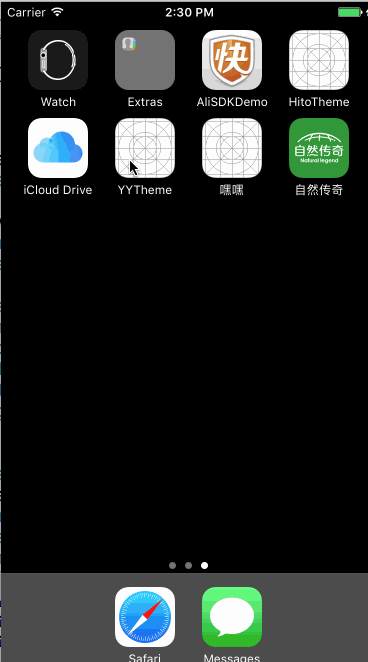 Carrier 2:30 PM
Watch Extras AliSDKDemo HitoTheme
快
iCloud Drive YYTheme 嘿嘿 自然传奇
自然传奇
Natural legend
Safari Messages